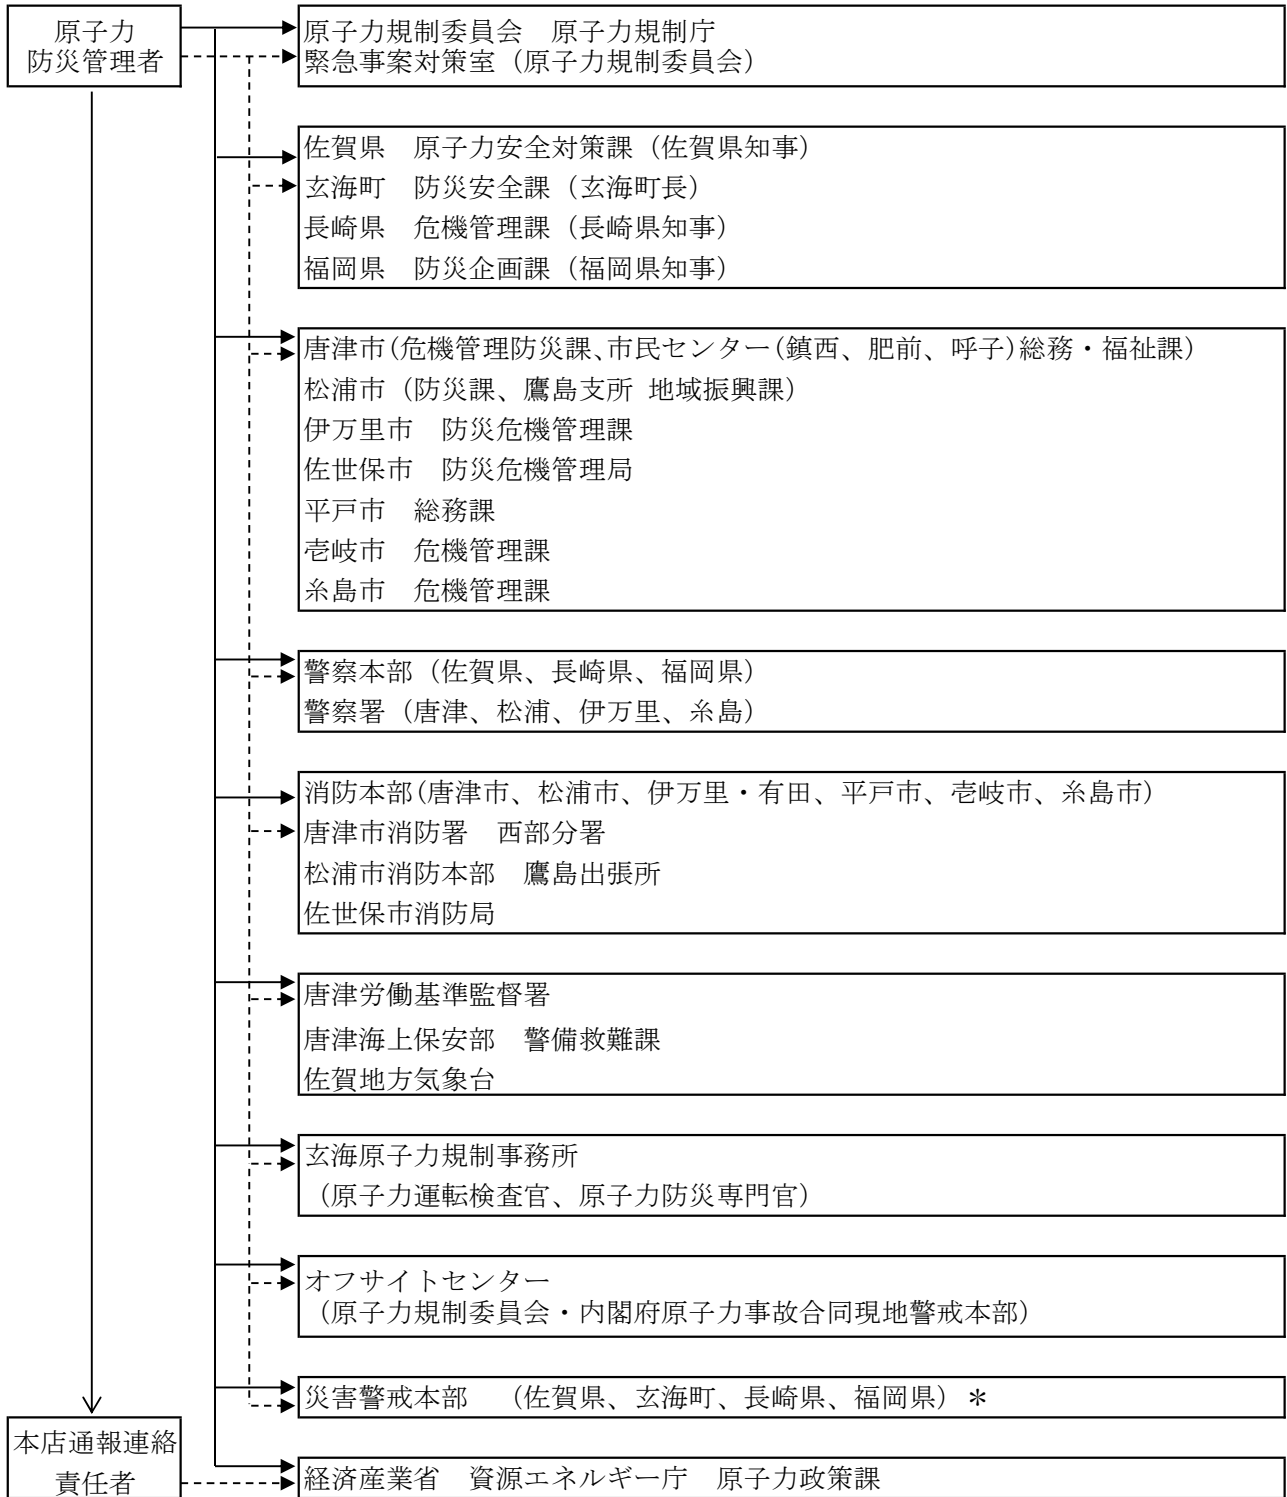 原子力
防災管理者
原子力規制委員会　原子力規制庁
緊急事案対策室（原子力規制委員会）
佐賀県　原子力安全対策課（佐賀県知事）
玄海町　防災安全課（玄海町長）
長崎県　危機管理課（長崎県知事）
福岡県　防災企画課（福岡県知事）
唐津市(危機管理防災課、市民センター(鎮西、肥前、呼子)総務・福祉課)
松浦市（防災課、鷹島支所 地域振興課）
伊万里市　防災危機管理課
佐世保市　防災危機管理局
平戸市　総務課
壱岐市　危機管理課
糸島市　危機管理課
警察本部（佐賀県、長崎県、福岡県）
警察署（唐津、松浦、伊万里、糸島）
消防本部(唐津市、松浦市、伊万里・有田、平戸市、壱岐市、糸島市)
唐津市消防署　西部分署
松浦市消防本部　鷹島出張所
佐世保市消防局
唐津労働基準監督署
唐津海上保安部　警備救難課
佐賀地方気象台
玄海原子力規制事務所
（原子力運転検査官、原子力防災専門官）
オフサイトセンター
（原子力規制委員会・内閣府原子力事故合同現地警戒本部）
災害警戒本部　（佐賀県、玄海町、長崎県、福岡県）＊
本店通報連絡
責任者
経済産業省　資源エネルギー庁　原子力政策課